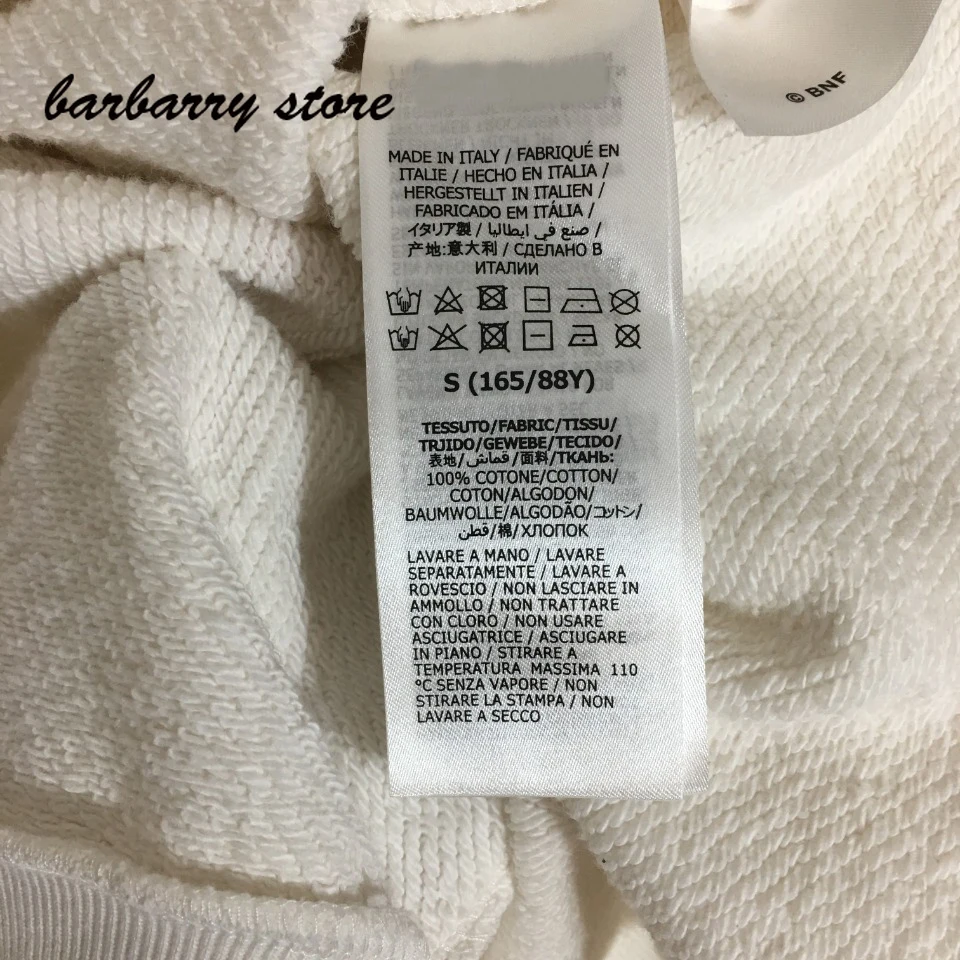 barbarry store
© BNF
MADE IN ITALY / FABRIQUÉ EN
ITALIE / HECHO EN ITALIA /
HERGESTELLT IN ITALIEN /
FABRICADO EM ITÁLIA /
イタリア製 / صنع في ايطاليا /
产地:意大利 / СДЕЛАНО В
ИТАЛИИ
S (165/88Y)
TESSUTO/FABRIC/TISSU/
TRJIDO/GEWEBE/TECIDO/
表地/قماش/面料/ТКАНЬ:
100% COTONE/COTTON/
COTON/ALGODON/
BAUMWOLLE/ALGODÃO/コットン/
قطن/棉/ХЛОПОК
LAVARE A MANO / LAVARE
SEPARATAMENTE / LAVARE A
ROVESCIO / NON LASCIARE IN
AMMOLLO / NON TRATTARE
CON CLORO / NON USARE
ASCIUGATRICE / ASCIUGARE
IN PIANO / STIRARE A
TEMPERATURA MASSIMA 110
°C SENZA VAPORE / NON
STIRARE LA STAMPA / NON
LAVARE A SECCO